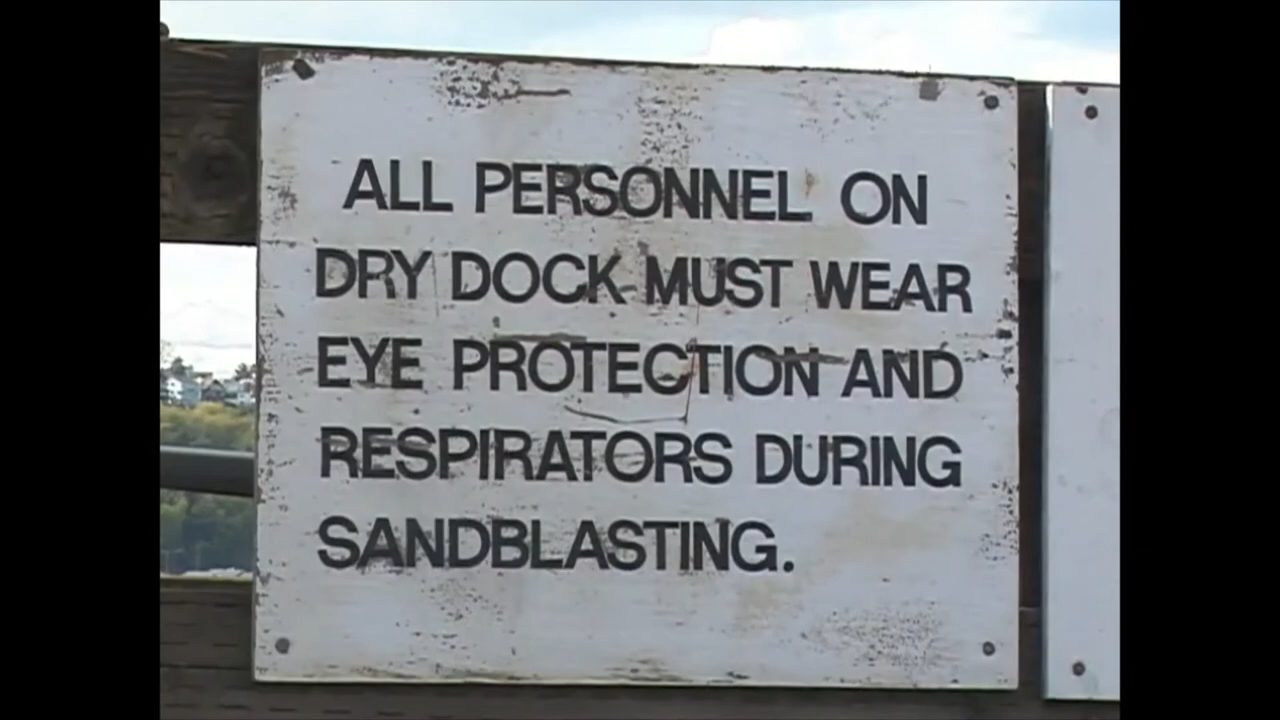 ALL PERSONNEL ON
DRY DOCK MUST WEAR
EYE PROTECTION AND
RESPIRATORS DURING
SANDBLASTING.